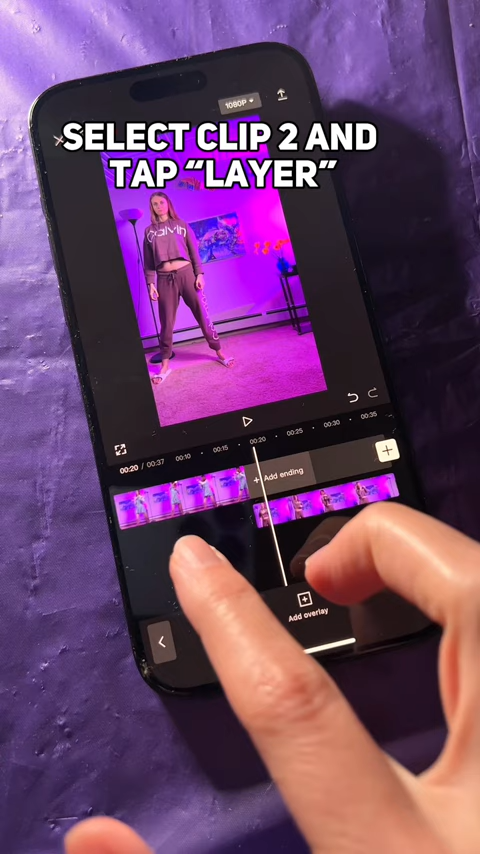 1080P
SELECT CLIP 2 AND
TAP “LAYER”
Calvin
00:20 / 00:37
00:10
00:15
00:20
00:25
00:30
00:35
+ Add ending
+
Add overlay